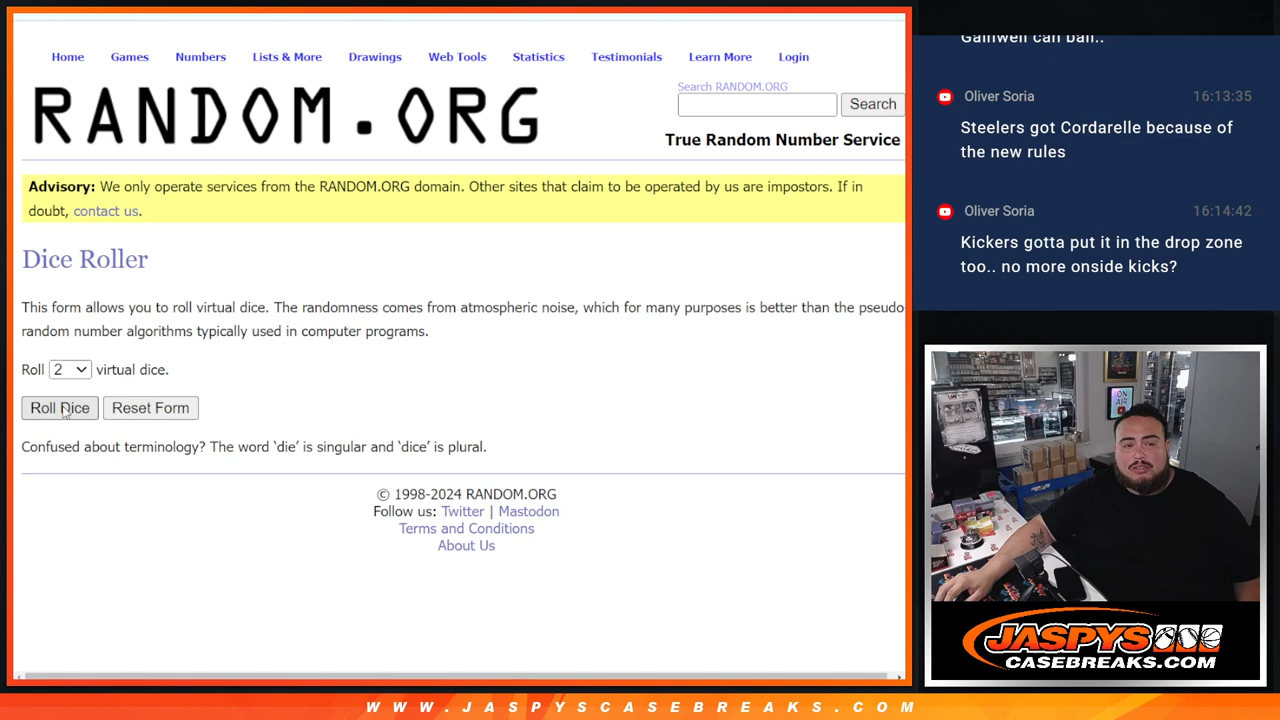 Home Games Numbers Lists & More Drawings Web Tools Statistics Testimonials Learn More Login
RANDOM.ORG
Search RANDOM.ORG
Search
True Random Number Service
Advisory: We only operate services from the RANDOM.ORG domain. Other sites that claim to be operated by us are impostors. If in
doubt, contact us.
Dice Roller
This form allows you to roll virtual dice. The randomness comes from atmospheric noise, which for many purposes is better than the pseudo
random number algorithms typically used in computer programs.
Roll 2 virtual dice.
Roll Dice Reset Form
Confused about terminology? The word ‘die’ is singular and ‘dice’ is plural.
© 1998-2024 RANDOM.ORG
Follow us: Twitter | Mastodon
Terms and Conditions
About Us
Gainwell can ball..
Oliver Soria 16:13:35
Steelers got Cordarelle because of
the new rules
Oliver Soria 16:14:42
Kickers gotta put it in the drop zone
too.. no more onside kicks?
ON AIR
JASPYS
CASEBREAKS.COM
WWW.JASPYSCASEBREAKS.COM